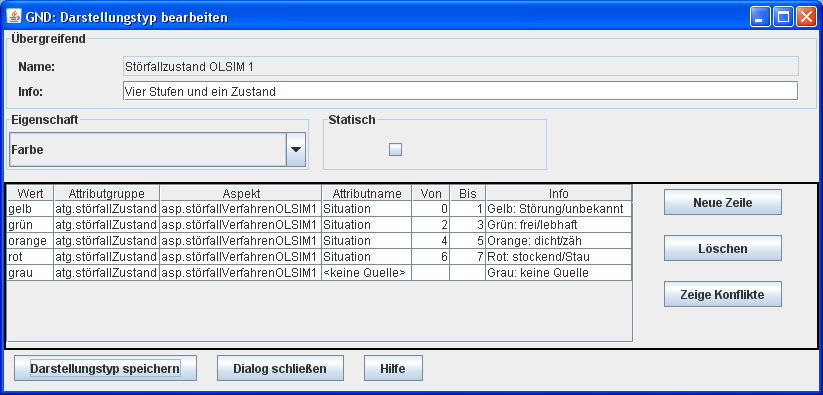 GND: Darstellungstyp bearbeiten
Übergreifend
Name: Störfallzustand OLSIM 1
Info: Vier Stufen und ein Zustand
Eigenschaft Statisch
Farbe
Wert Attributgruppe Aspekt Attributname Von Bis Info
gelb atg.störfallZustand asp.störfallVerfahrenOLSIM1 Situation 0 1 Gelb: Störung/unbekannt
grün atg.störfallZustand asp.störfallVerfahrenOLSIM1 Situation 2 3 Grün: frei/lebhaft
orange atg.störfallZustand asp.störfallVerfahrenOLSIM1 Situation 4 5 Orange: dicht/zäh
rot atg.störfallZustand asp.störfallVerfahrenOLSIM1 Situation 6 7 Rot: stockend/Stau
grau atg.störfallZustand asp.störfallVerfahrenOLSIM1 <keine Quelle> Grau: keine Quelle
Neue Zeile
Löschen
Zeige Konflikte
Darstellungstyp speichern Dialog schließen Hilfe